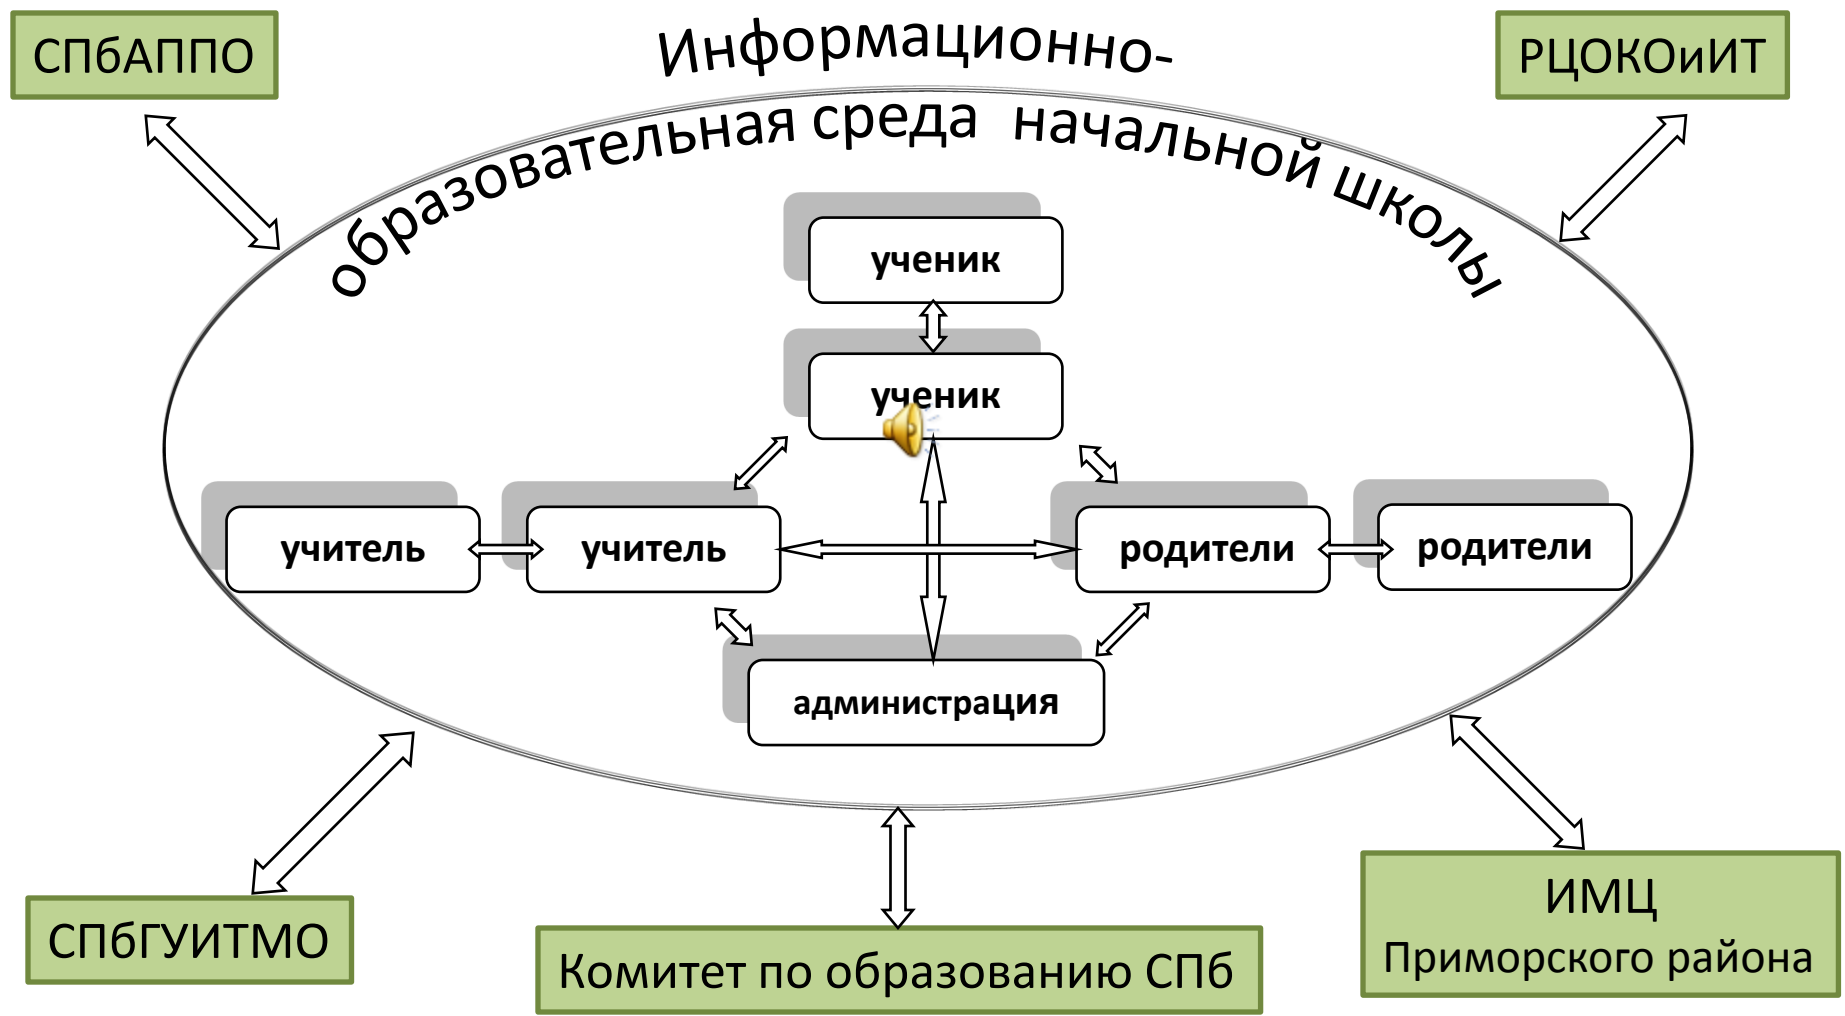 СПбАППО
Информационно-
РЦОКОиИТ
образовательная среда начальной школы
ученик
ученик
учитель
учитель
родители
родители
администрация
СПбГУИТМО
Комитет по образованию СПб
ИМЦ
Приморского района